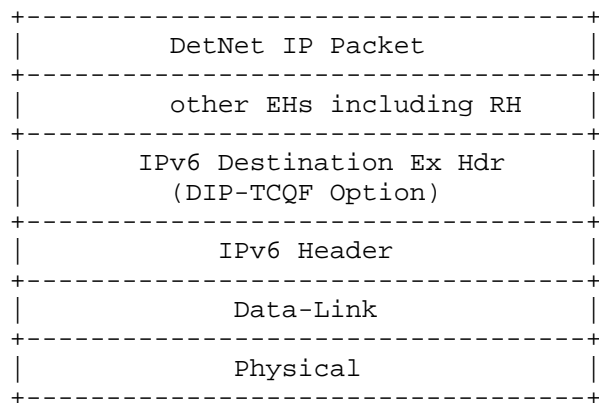 DetNet IP Packet
other EHs including RH
IPv6 Destination Ex Hdr
(DIP-TCQF Option)
IPv6 Header
Data-Link
Physical